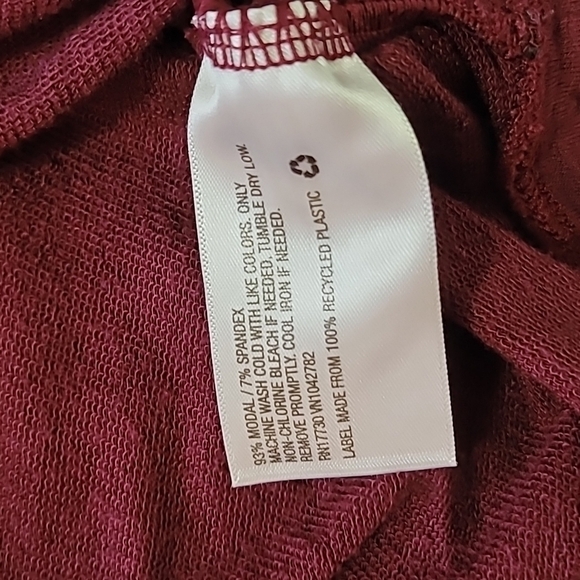 93% MODAL / 7% SPANDEX
MACHINE WASH COLD WITH LIKE COLORS, ONLY
NON-CHLORINE BLEACH IF NEEDED, TUMBLE DRY LOW.
REMOVE PROMPTLY. COOL IRON IF NEEDED.
RN17730 VN1042782
LABEL MADE FROM 100% RECYCLED PLASTIC